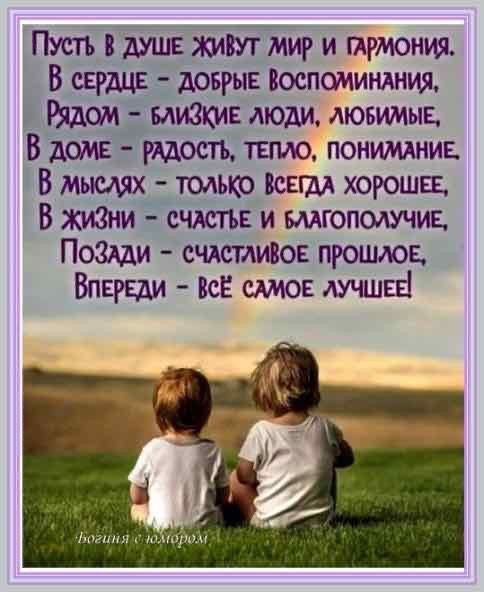 Пусть в душе живут мир и гармония.
В сердце – добрые воспоминания,
Рядом – близкие люди, любимые,
В доме – радость, тепло, понимание.
В мыслях – только всегда хорошее,
В жизни – счастье и благополучие,
Позади – счастливое прошлое,
Впереди – всё самое лучшее!
Богиня с юмором